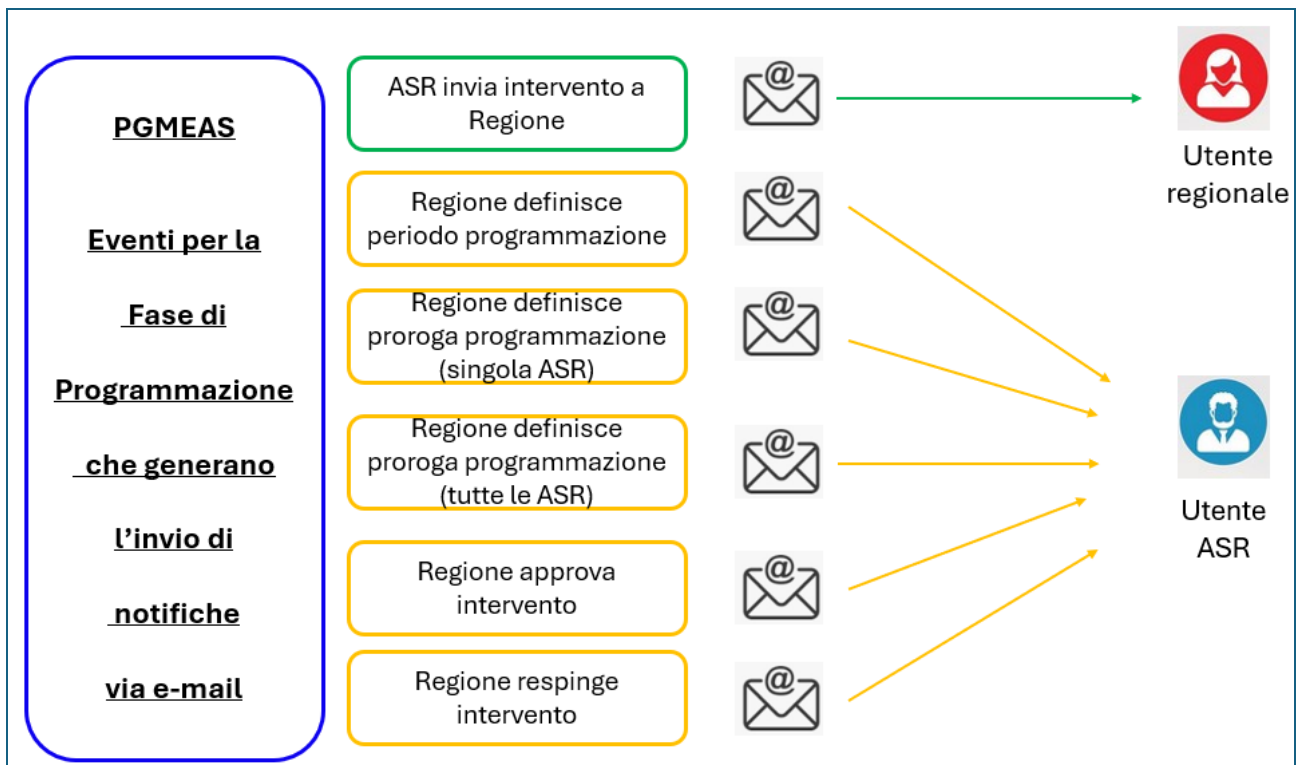 PGMEAS
Eventi per la
Fase di
Programmazione
che generano
l'invio di
notifiche
via e-mail
ASR invia intervento a
Regione
Regione definisce
periodo programmazione
Regione definisce
proroga programmazione
(singola ASR)
Regione definisce
proroga programmazione
(tutte le ASR)
Regione approva
intervento
Regione respinge
intervento
@
@
@
@
@
@
Utente
regionale
Utente
ASR